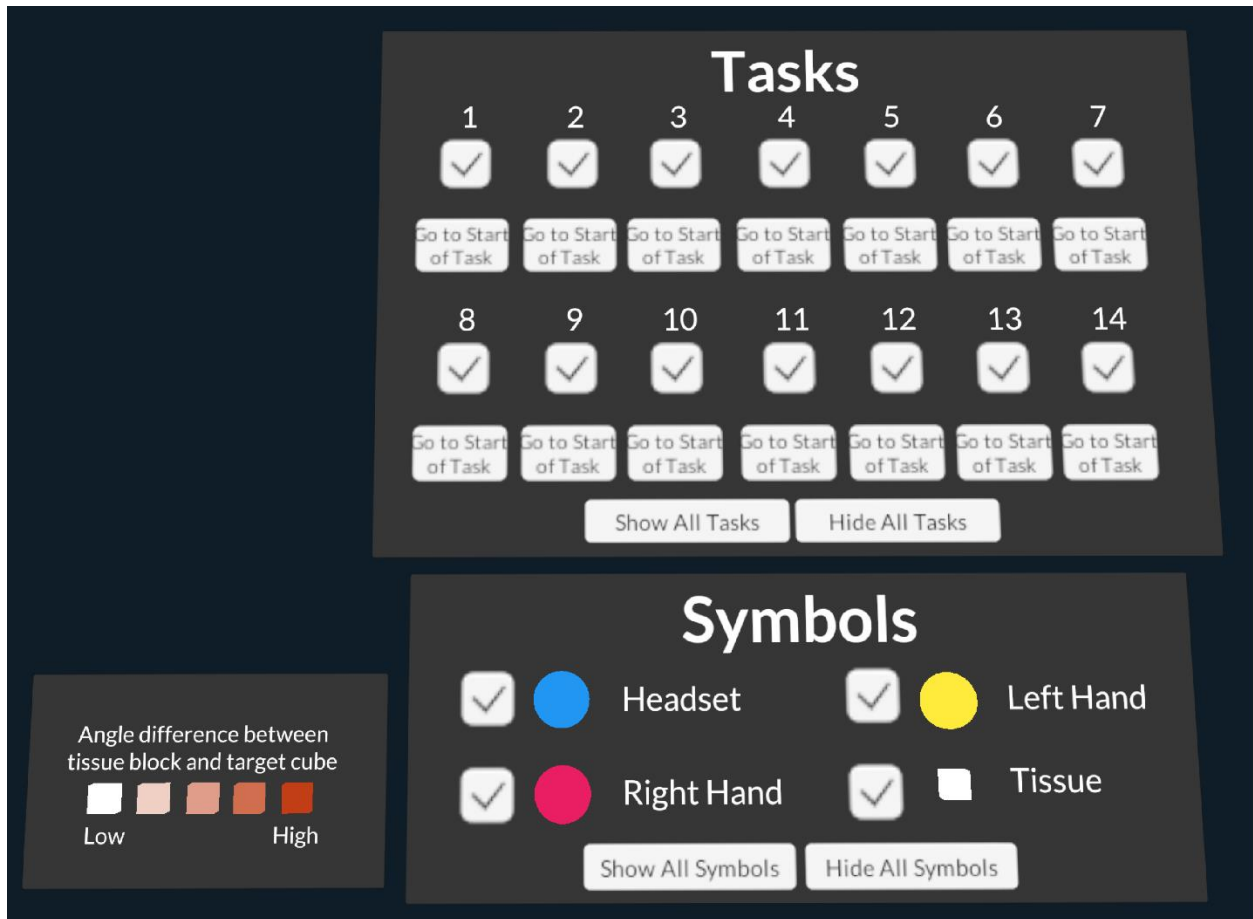 Tasks
1 2 3 4 5 6 7
Go to Start Go to Start Go to Start Go to Start Go to Start Go to Start Go to Start
of Task of Task of Task of Task of Task of Task of Task
8 9 10 11 12 13 14
Go to Start Go to Start Go to Start Go to Start Go to Start Go to Start Go to Start
of Task of Task of Task of Task of Task of Task of Task
Show All Tasks Hide All Tasks
Symbols
Headset Left Hand
Right Hand Tissue
Show All Symbols Hide All Symbols
Angle difference between
tissue block and target cube
Low High